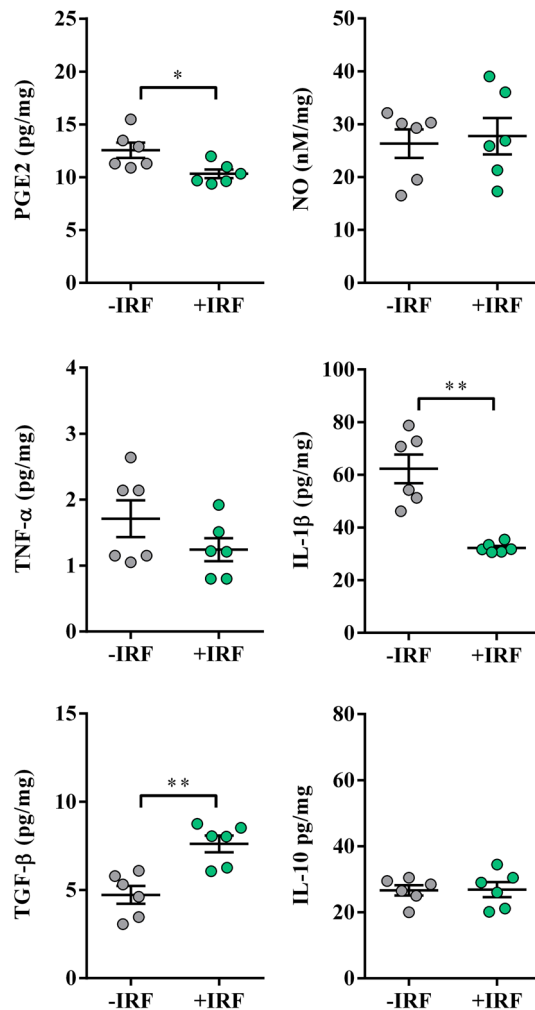 PGE2 (pg/mg)
25
20
15
10
5
0
*
-IRF +IRF
NO (nM/mg)
50
40
30
20
10
0
-IRF +IRF
TNF-α (pg/mg)
4
3
2
1
0
-IRF +IRF
IL-1β (pg/mg)
100
80
60
40
20
0
**
-IRF +IRF
TGF-β (pg/mg)
15
10
5
0
**
-IRF +IRF
IL-10 pg/mg
80
60
40
20
0
-IRF +IRF